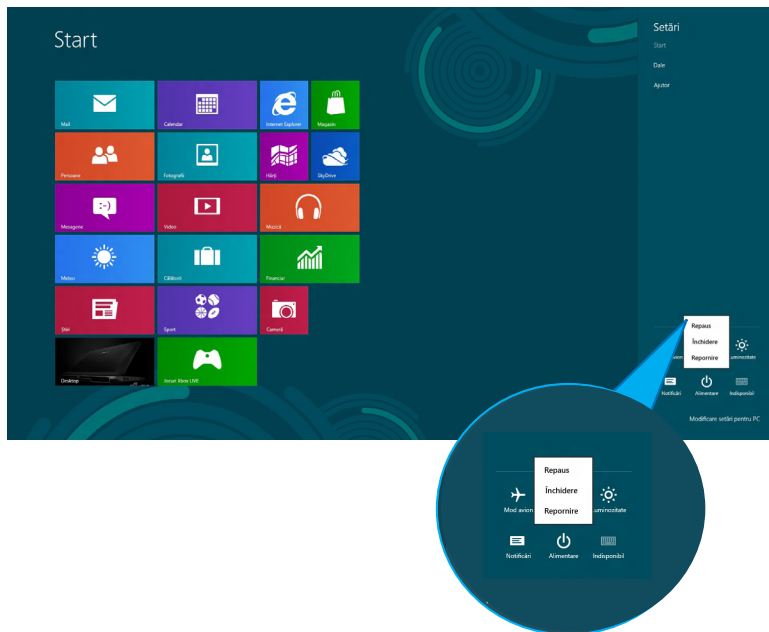 Start
Mail
Calendar
Internet Explorer
Magazin
Persoane
Fotografii
Hărți
SkyDrive
Mesagerie
Video
Muzică
Meteo
Călătorii
Financiar
Știri
Sport
Cameră
Desktop
Jocuri Xbox LIVE
Setări
Start
Dale
Ajutor
Repaus
Închidere
Repornire
avion
uminozitate
Notificări
Alimentare
Indisponibil
Modificare setări pentru PC
Repaus
Închidere
Repornire
Mod avion
uminozitate
Notificări
Alimentare
Indisponibil